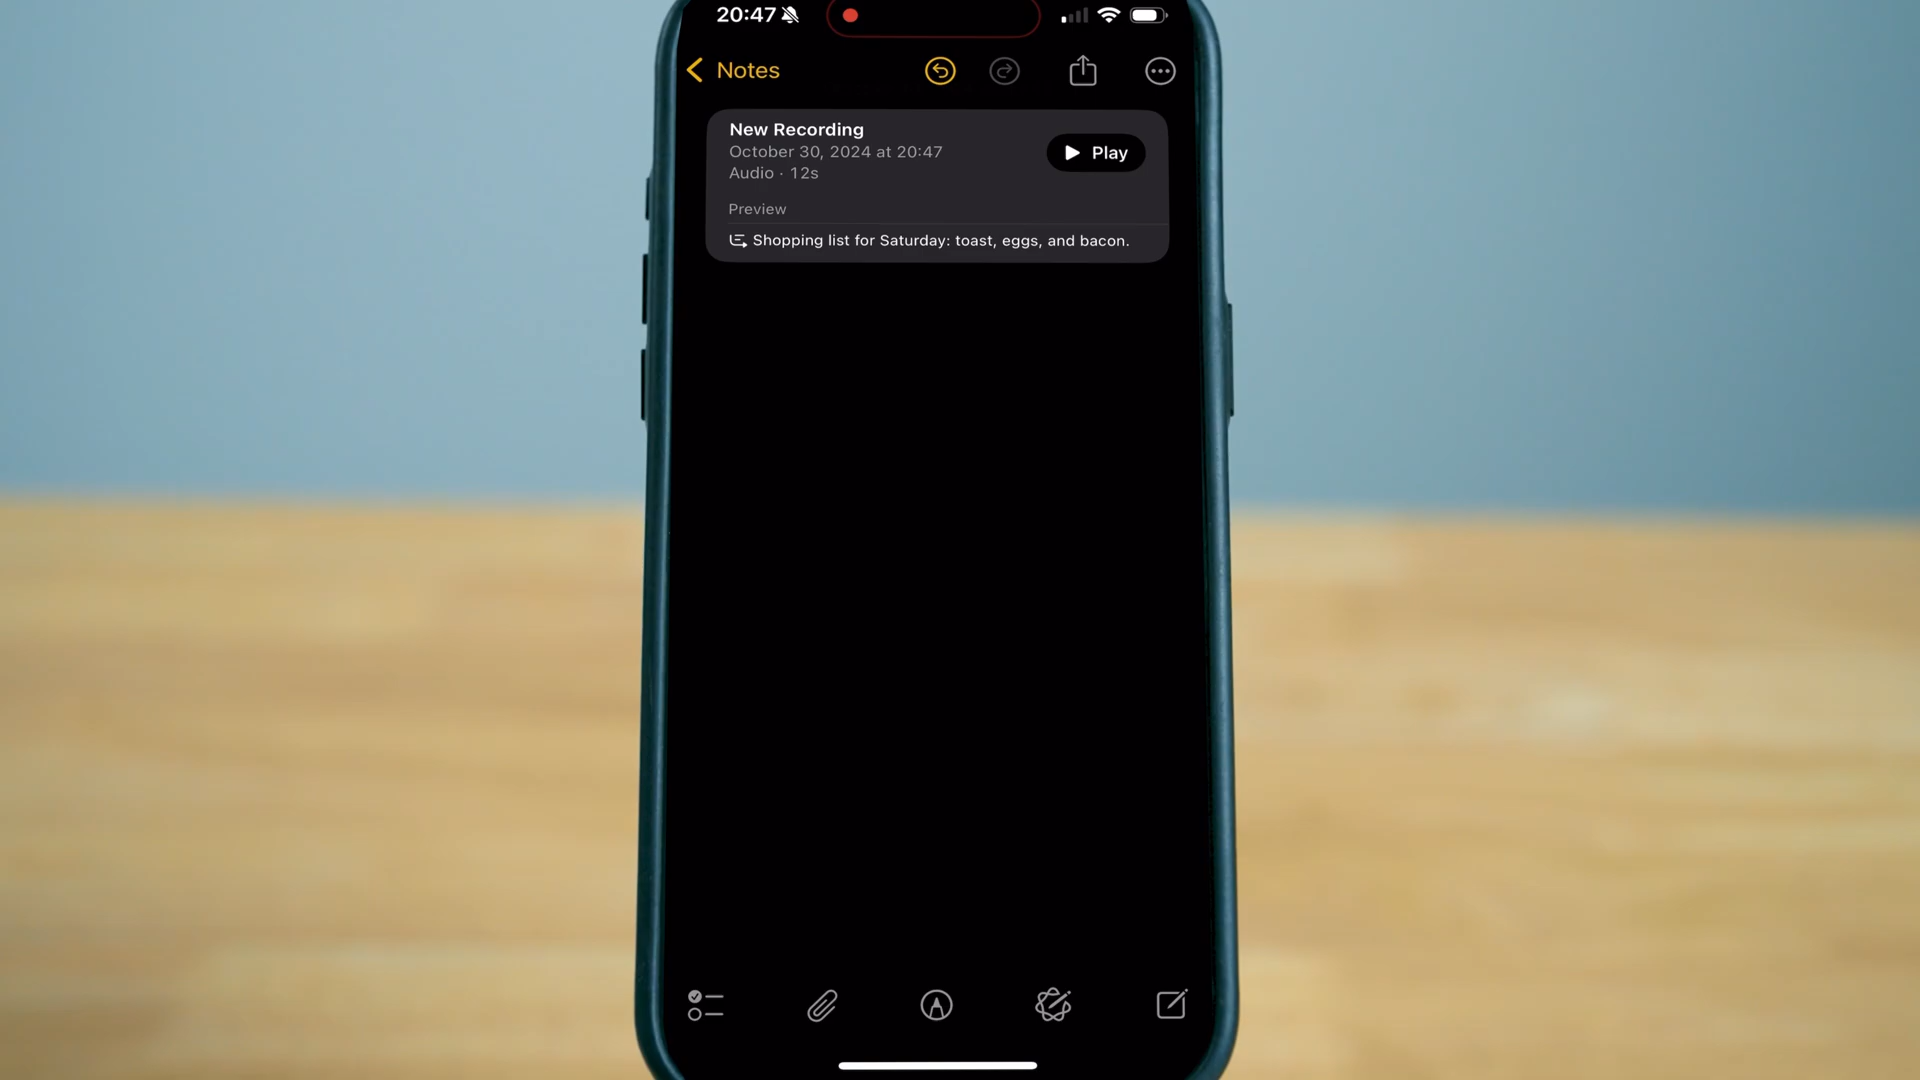 20:47
Notes
New Recording
October 30, 2024 at 20:47
Audio · 12s
Play
Preview
Shopping list for Saturday: toast, eggs, and bacon.